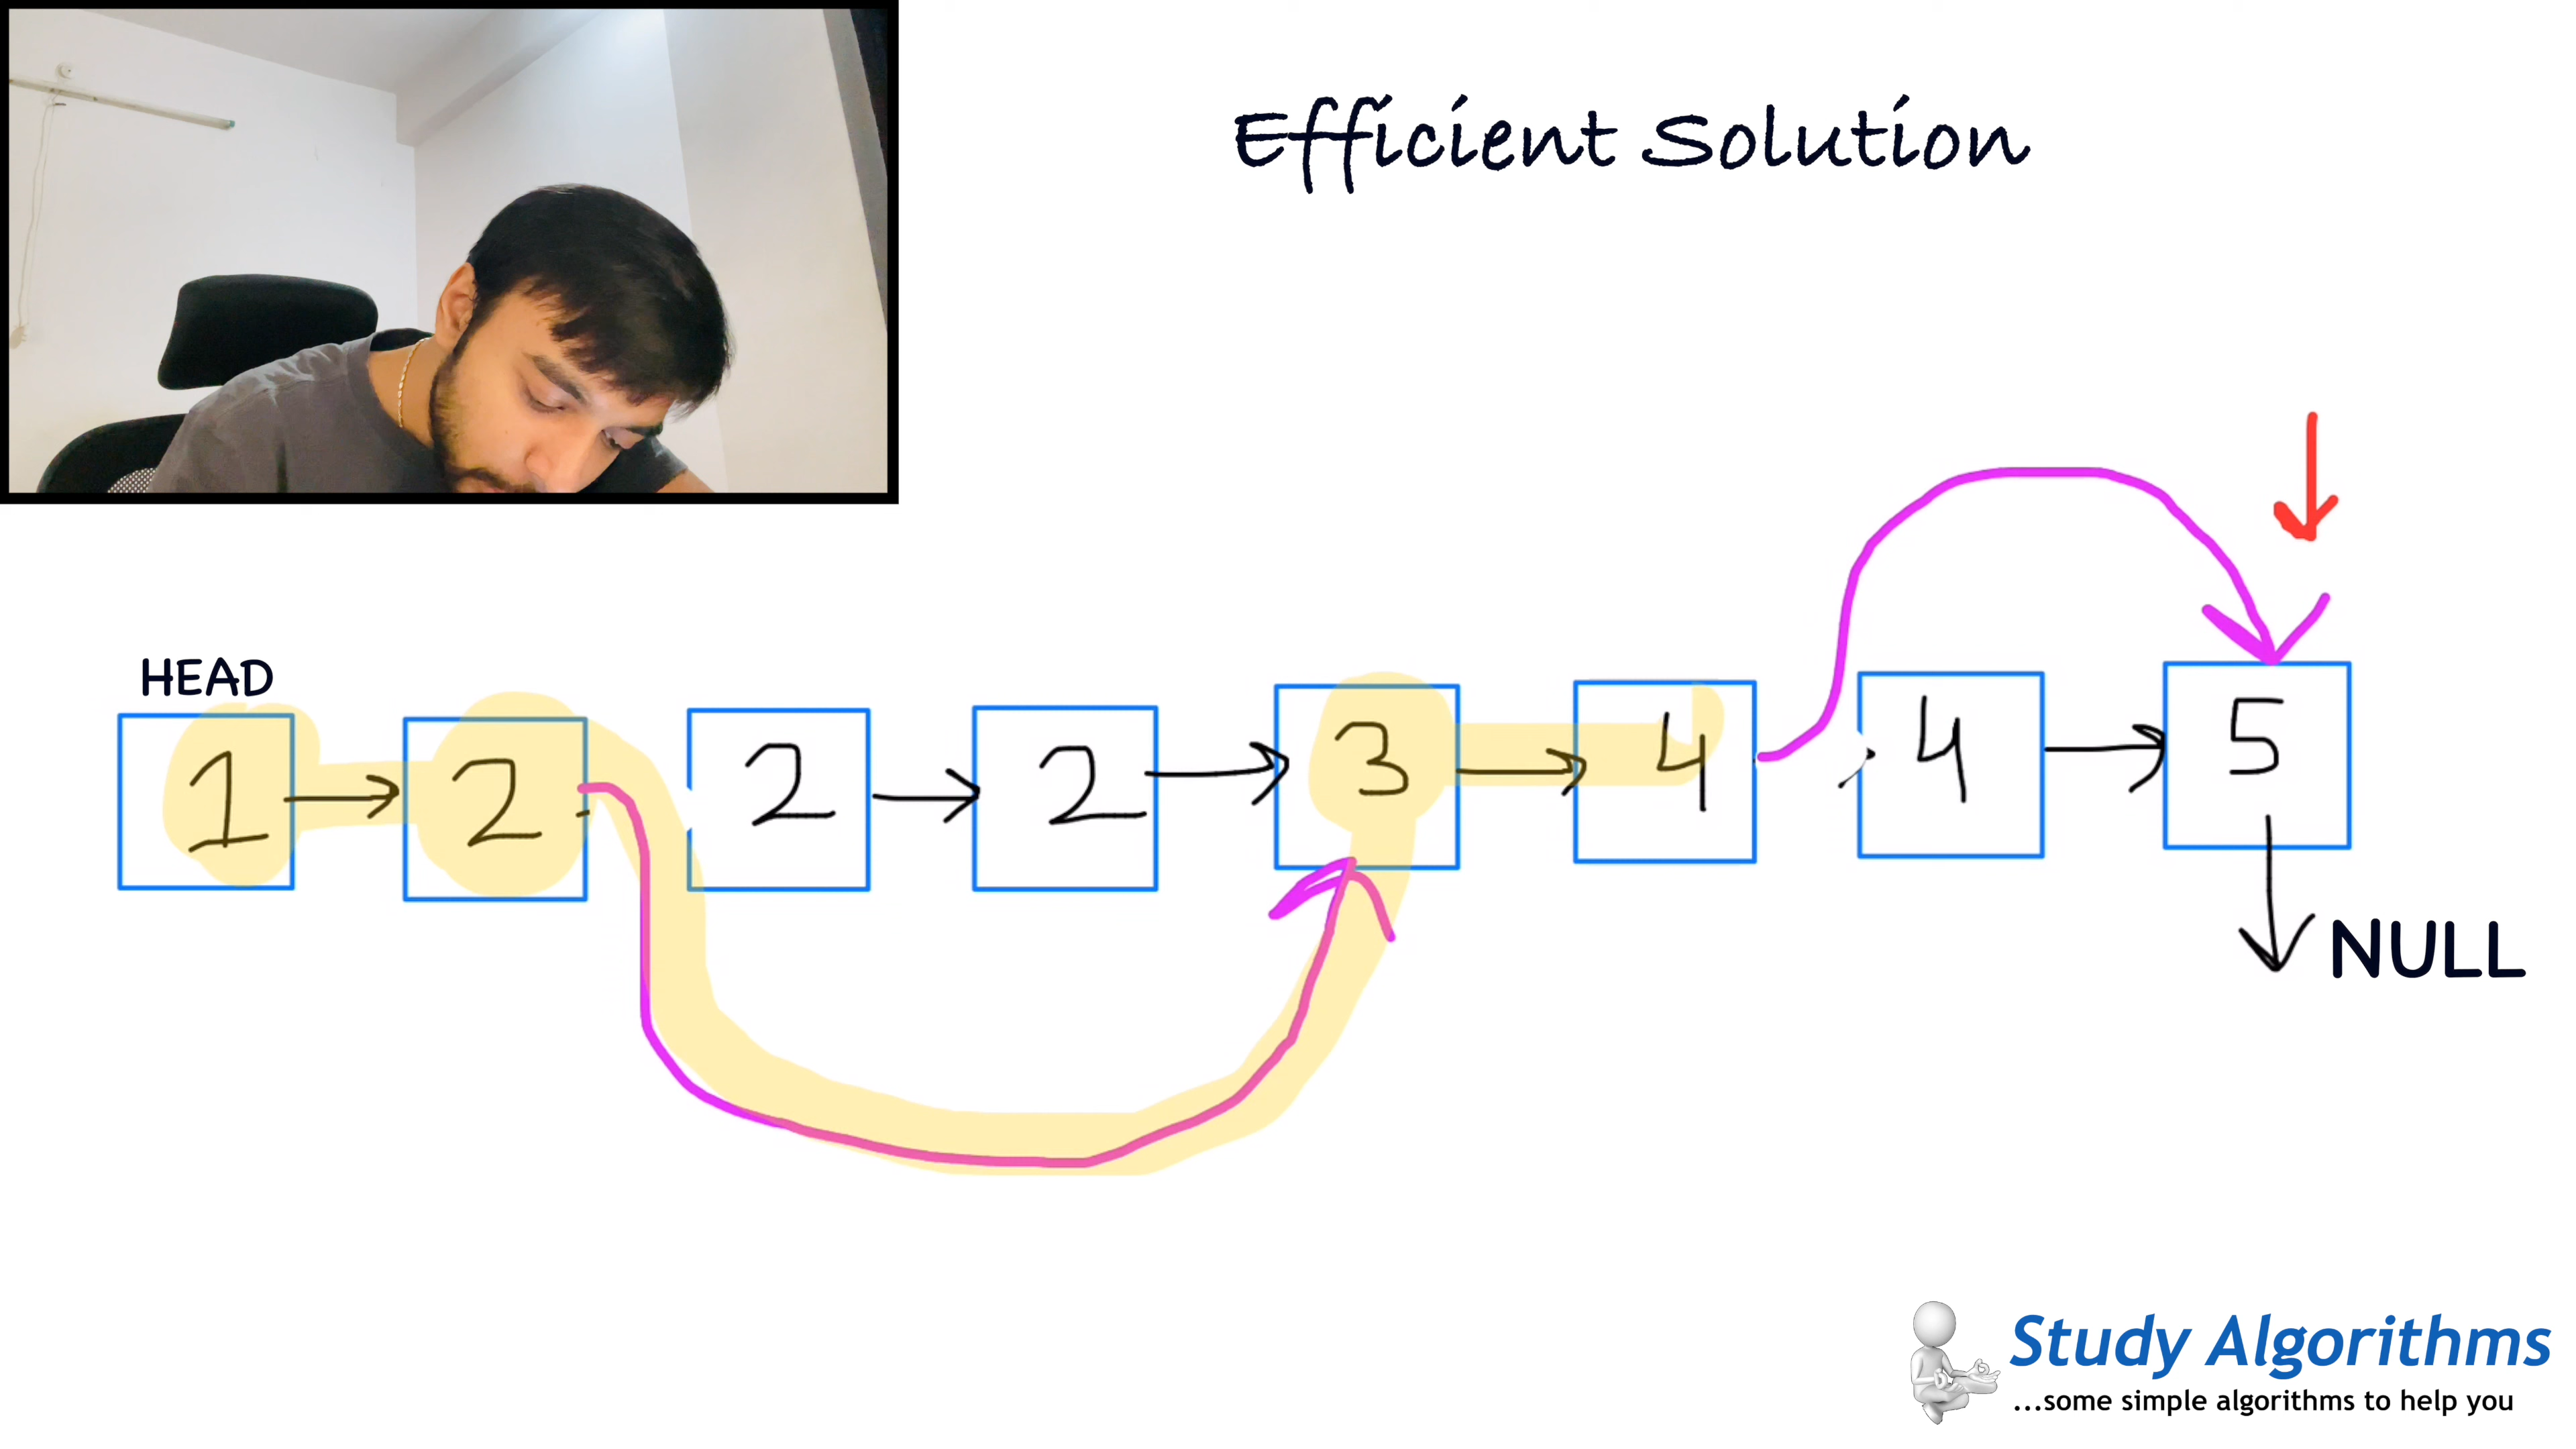 Efficient Solution
HEAD
1 2 2 2 3 4 4 5
NULL
Study Algorithms
...some simple algorithms to help you